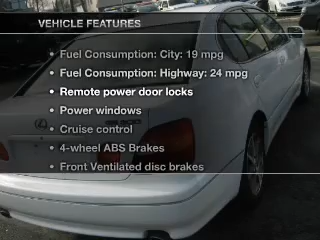 VEHICLE FEATURES
• Fuel Consumption: City: 19 mpg
• Fuel Consumption: Highway: 24 mpg
• Remote power door locks
• Power windows
• Cruise control
• 4-wheel ABS Brakes
• Front Ventilated disc brakes